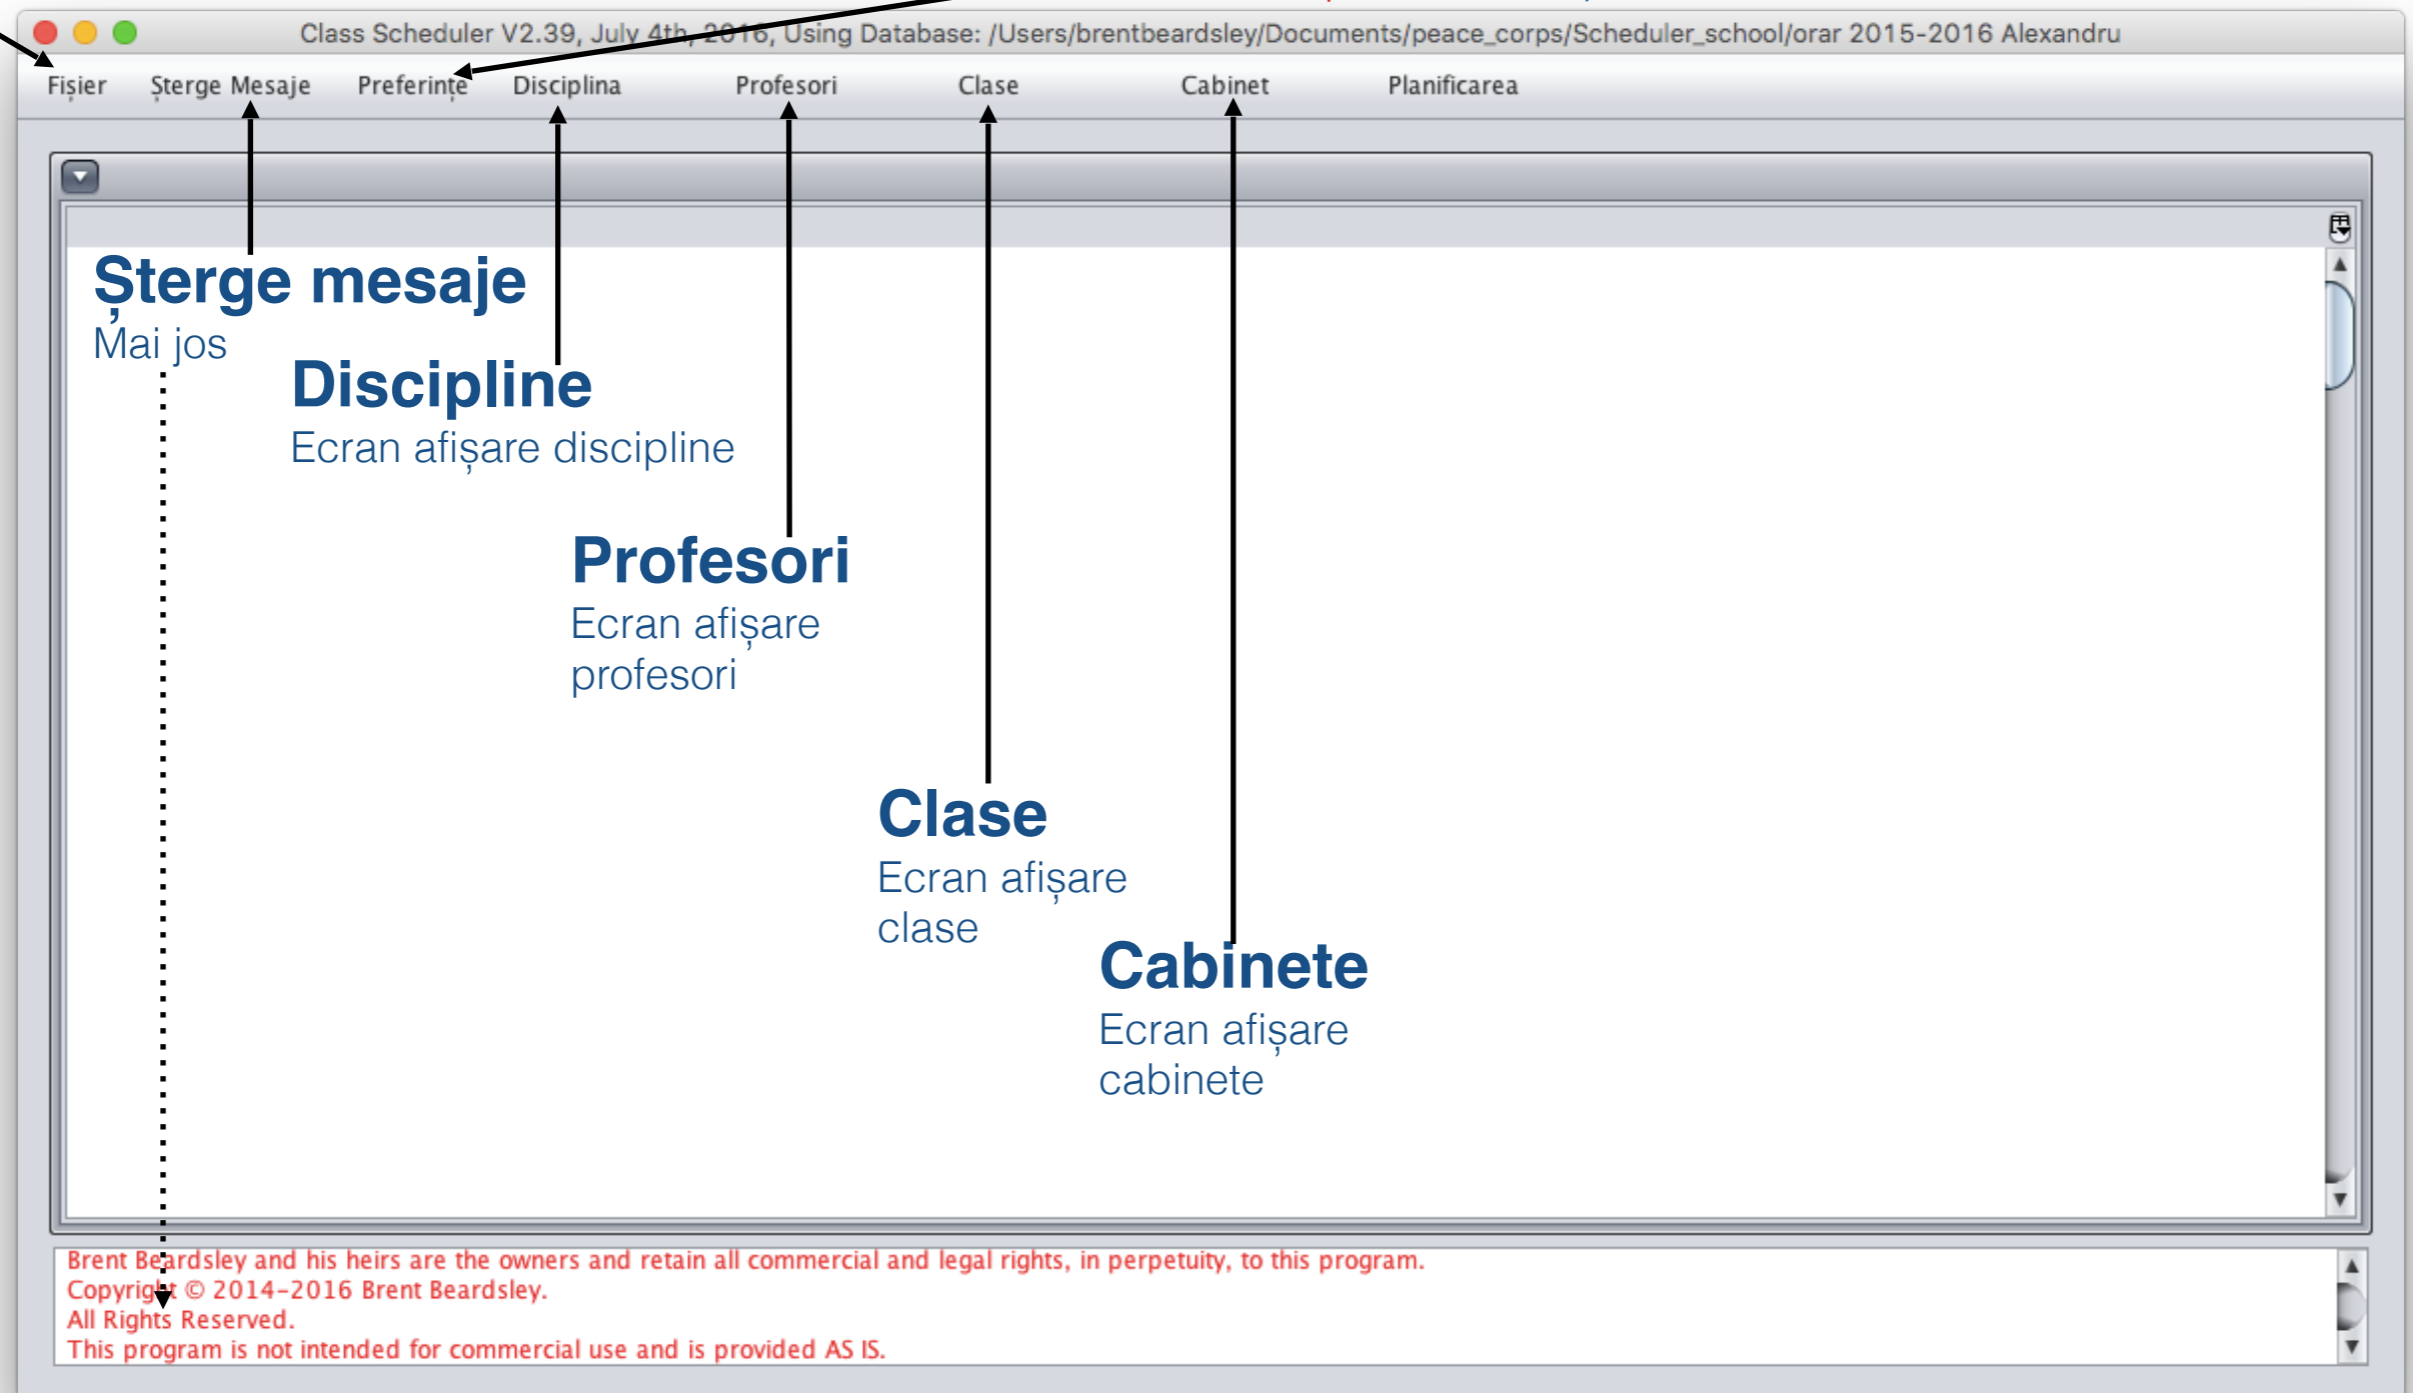 Class Scheduler V2.39, July 4th, 2016, Using Database: /Users/brentbeardsley/Documents/peace_corps/Scheduler_school/orar 2015-2016 Alexandru
Fișier Șterge Mesaje Preferințe Disciplina Profesori Clase Cabinet Planificarea
Șterge mesaje
Mai jos
Discipline
Ecran afișare discipline
Profesori
Ecran afișare
profesori
Clase
Ecran afișare
clase
Cabinete
Ecran afișare
cabinete
Brent Beardsley and his heirs are the owners and retain all commercial and legal rights, in perpetuity, to this program.
Copyright © 2014-2016 Brent Beardsley.
All Rights Reserved.
This program is not intended for commercial use and is provided AS IS.